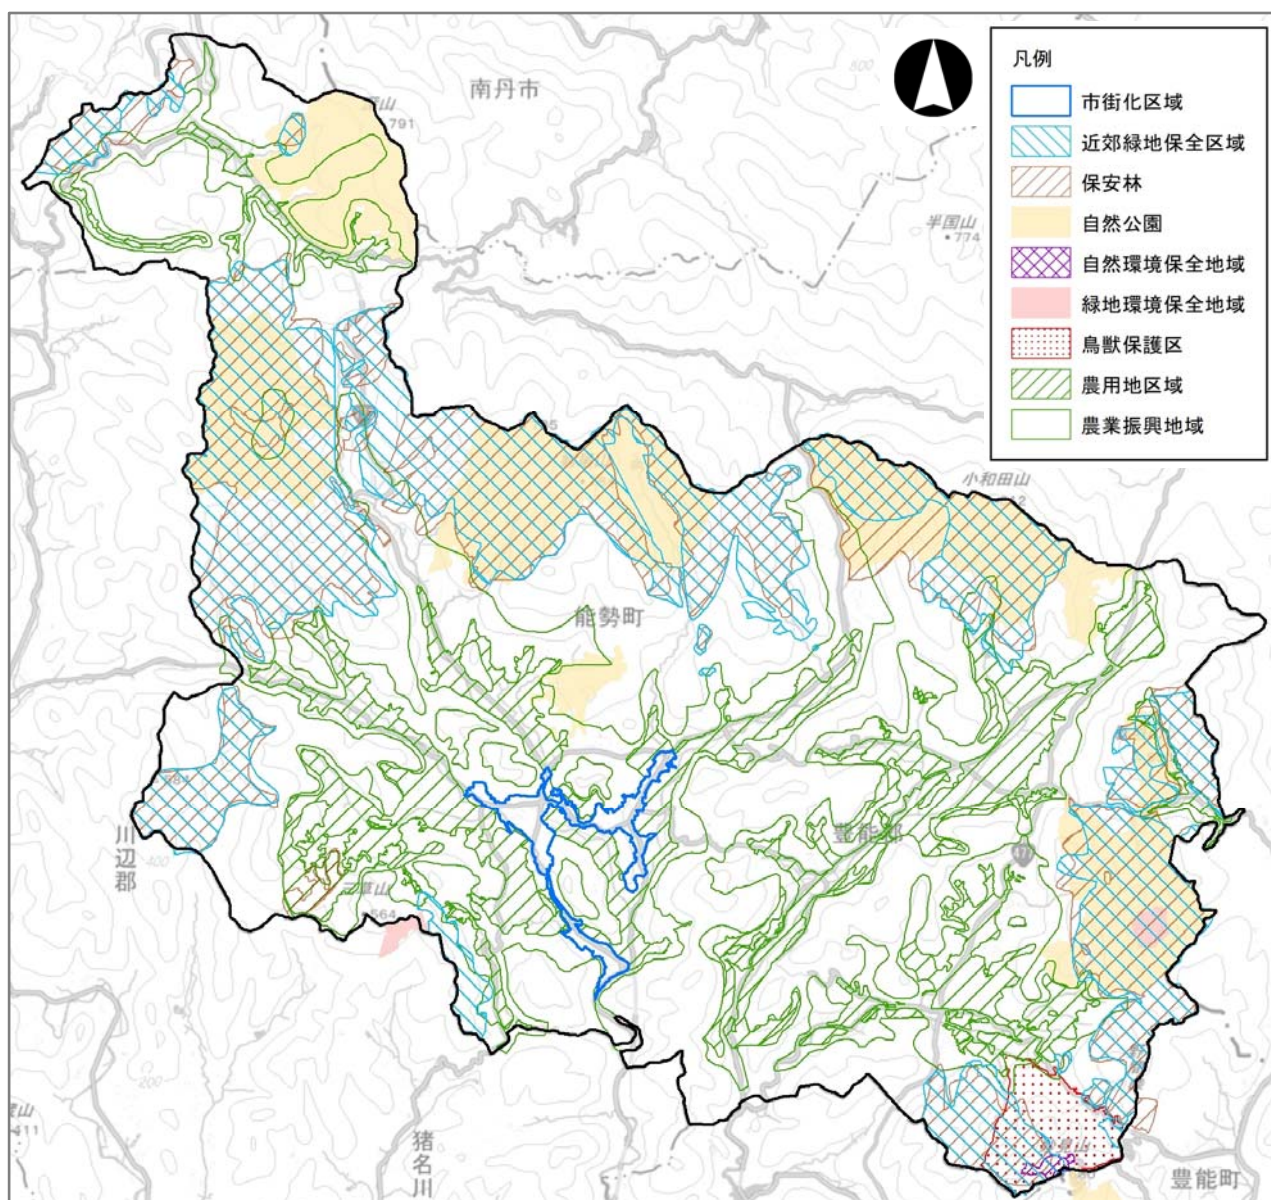 凡例
市街化区域
近郊緑地保全区域
保安林
自然公園
自然環境保全地域
緑地環境保全地域
鳥獣保護区
農用地区域
農業振興地域
南丹市
791
600
半国山
・774
小和田山
能勢町
豊能郡
川辺郡
400
564
200
411
猪名川
豊能町